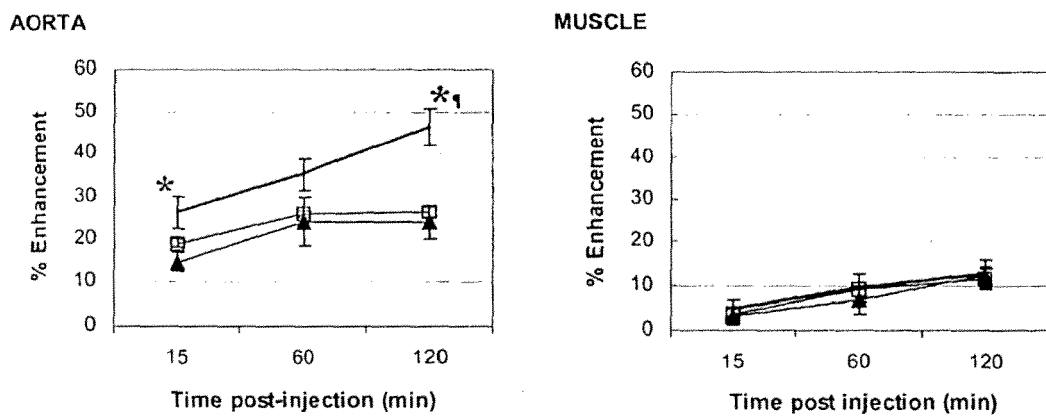 AORTA
% Enhancement
60
50
40
30
20
10
0
*
*¶
15 60 120
Time post-injection (min)
MUSCLE
% Enhancement
60
50
40
30
20
10
0
15 60 120
Time post injection (min)